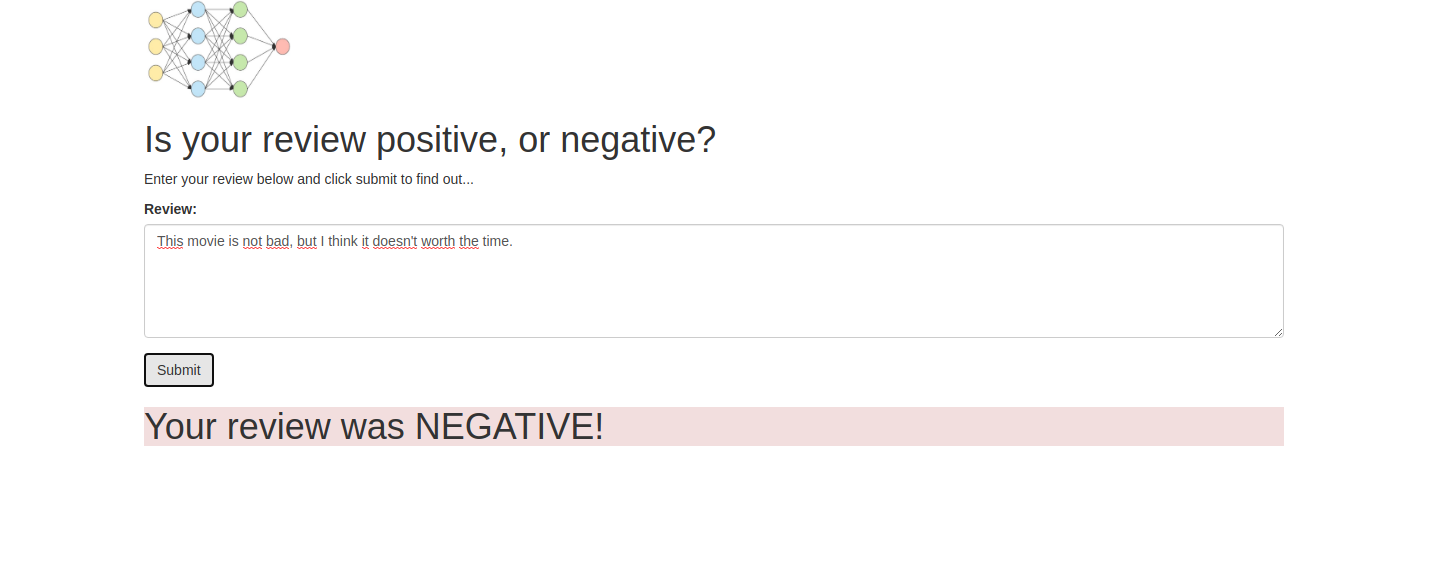 Is your review positive, or negative?
Enter your review below and click submit to find out...
Review:
This movie is not bad, but I think it doesn't worth the time.
Submit
Your review was NEGATIVE!